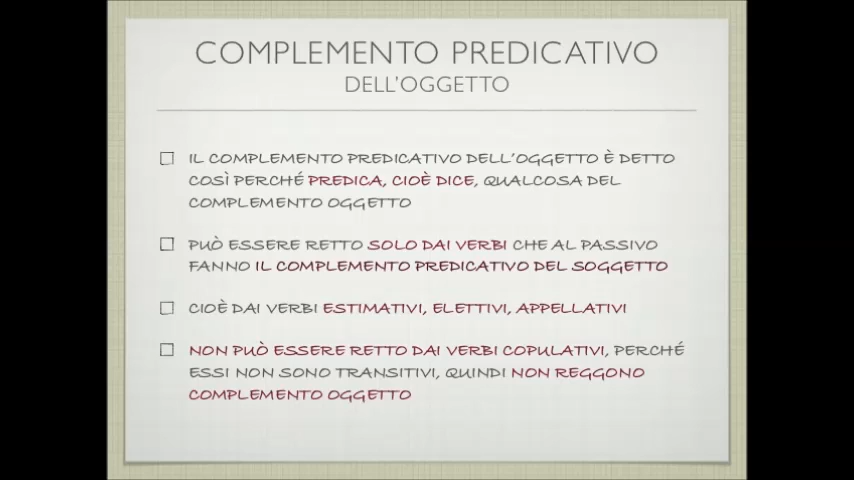 COMPLEMENTO PREDICATIVO
DELL'OGGETTO
IL COMPLEMENTO PREDICATIVO DELL'OGGETTO È DETTO
COSÌ PERCHÉ PREDICA, CIOÈ DICE, QUALCOSA DEL
COMPLEMENTO OGGETTO
PUÒ ESSERE RETTO SOLO DAI VERBI CHE AL PASSIVO
FANNO IL COMPLEMENTO PREDICATIVO DEL SOGGETTO
CIOÈ DAI VERBI ESTIMATIVI, ELETTIVI, APPELLATIVI
NON PUÒ ESSERE RETTO DAI VERBI COPULATIVI, PERCHÉ
ESSI NON SONO TRANSITIVI, QUINDI NON REGGONO
COMPLEMENTO OGGETTO